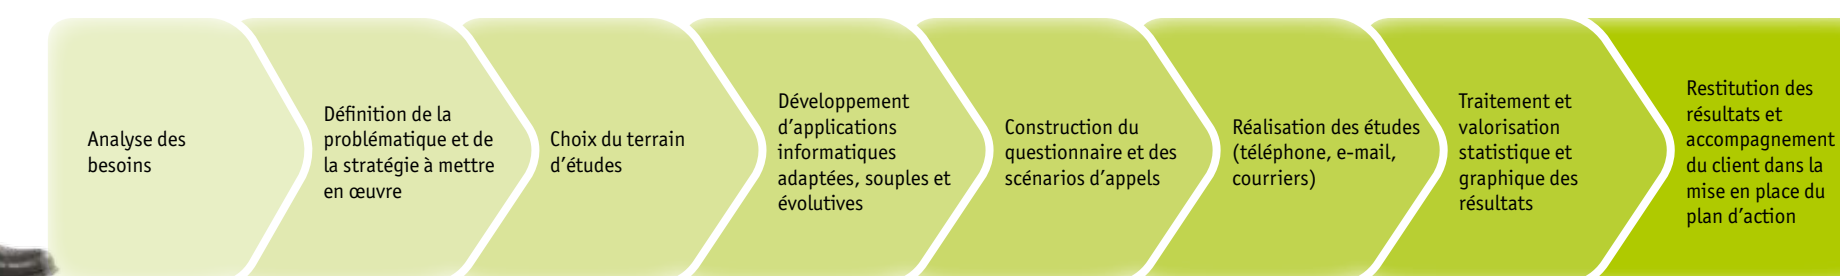 Analyse des
besoins
Définition de la
problématique et de
la stratégie à mettre
en œuvre
Choix du terrain
d’études
Développement
d’applications
informatiques
adaptées, souples et
évolutives
Construction du
questionnaire et des
scénarios d’appels
Réalisation des études
(téléphone, e-mail,
courriers)
Traitement et
valorisation
statistique et
graphique des
résultats
Restitution des
résultats et
accompagnement
du client dans la
mise en place du
plan d’action